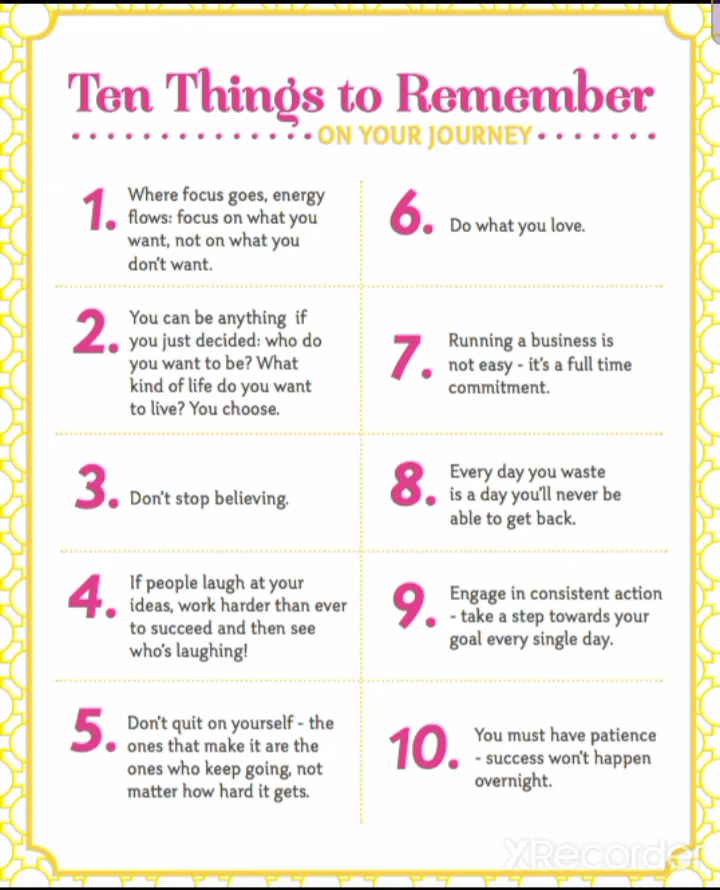 Ten Things to Remember
ON YOUR JOURNEY
1.
Where focus goes, energy
flows: focus on what you
want, not on what you
don't want.
2.
You can be anything if
you just decided: who do
you want to be? What
kind of life do you want
to live? You choose.
3.
Don't stop believing.
4.
If people laugh at your
ideas, work harder than ever
to succeed and then see
who's laughing!
5.
Don't quit on yourself - the
ones that make it are the
ones who keep going, not
matter how hard it gets.
6.
Do what you love.
7.
Running a business is
not easy - it's a full time
commitment.
8.
Every day you waste
is a day you'll never be
able to get back.
9.
Engage in consistent action
- take a step towards your
goal every single day.
10.
You must have patience
- success won't happen
overnight.
XRecorder